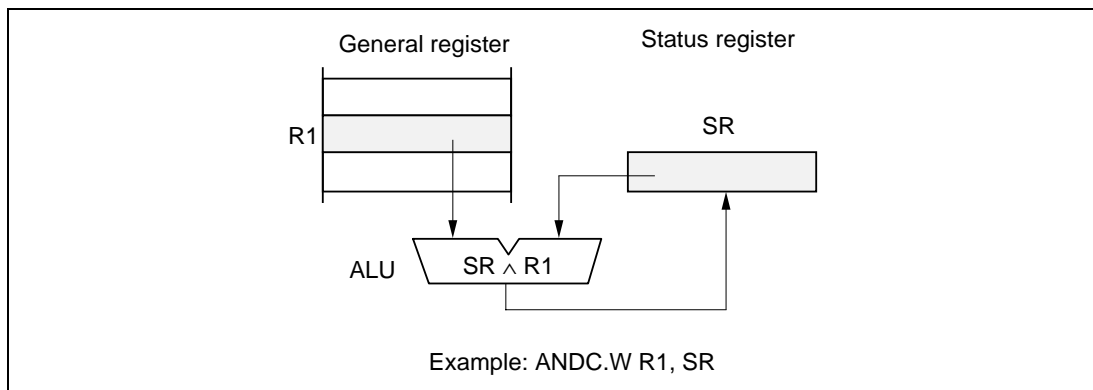 General register
Status register
R1
SR
ALU
SR ∧ R1
Example: ANDC.W R1, SR